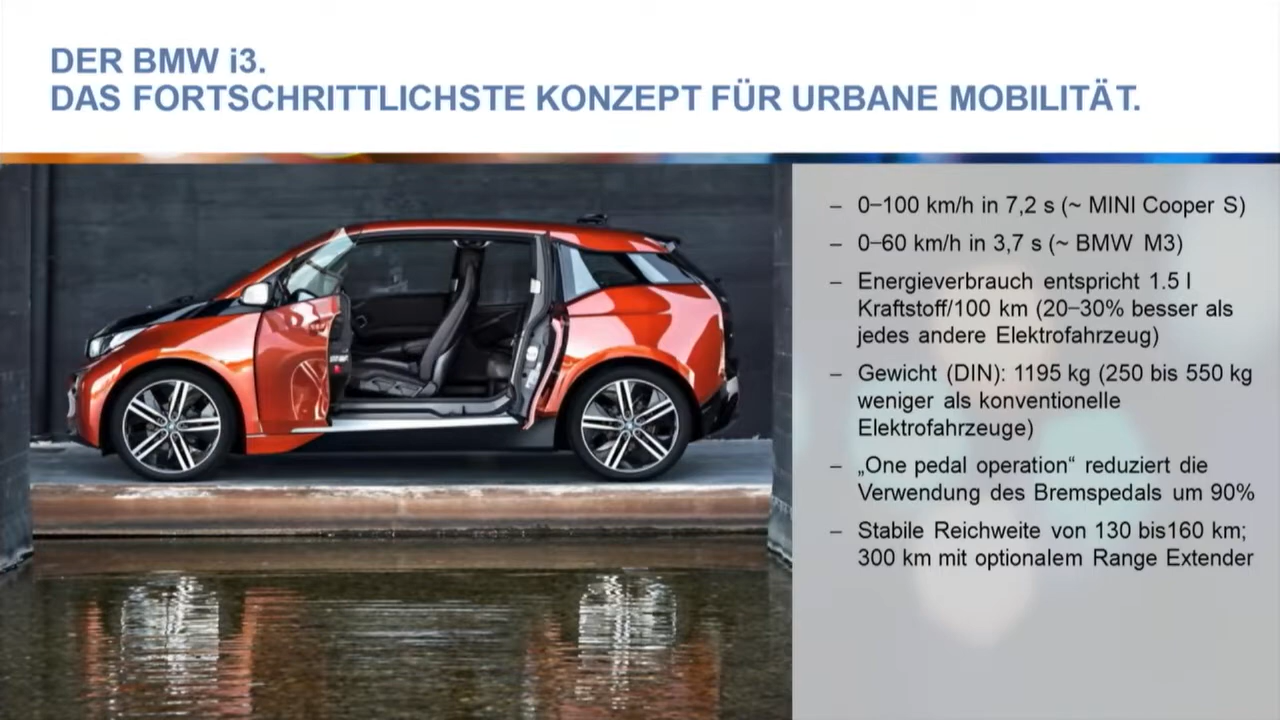 DER BMW i3.
DAS FORTSCHRITTLICHSTE KONZEPT FÜR URBANE MOBILITÄT.
– 0–100 km/h in 7,2 s (~ MINI Cooper S)
– 0–60 km/h in 3,7 s (~ BMW M3)
– Energieverbrauch entspricht 1.5 l
Kraftstoff/100 km (20–30% besser als
jedes andere Elektrofahrzeug)
– Gewicht (DIN): 1195 kg (250 bis 550 kg
weniger als konventionelle
Elektrofahrzeuge)
– „One pedal operation“ reduziert die
Verwendung des Bremspedals um 90%
– Stabile Reichweite von 130 bis160 km;
300 km mit optionalem Range Extender